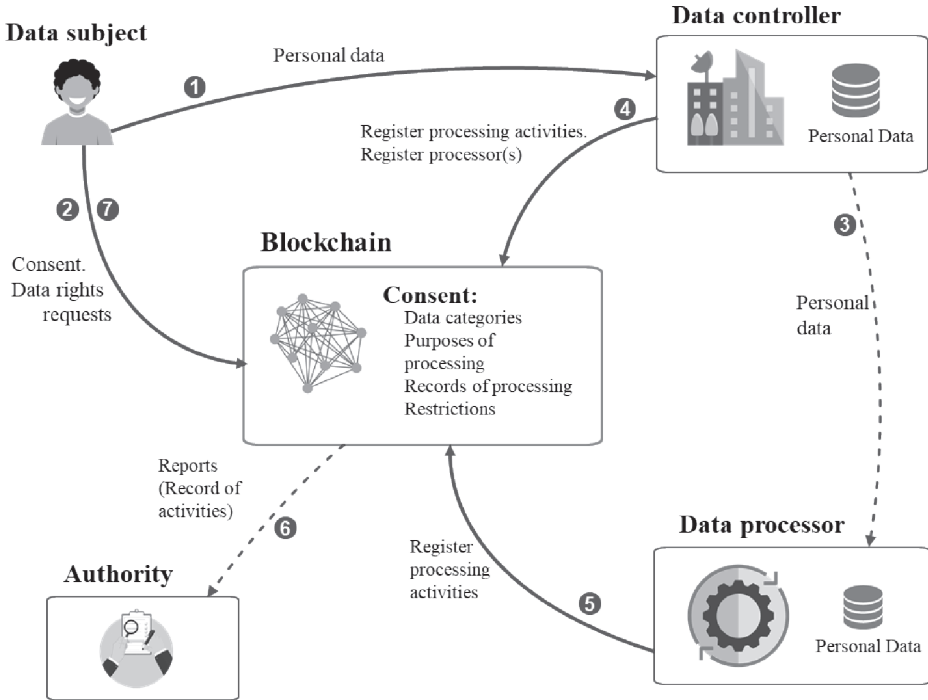 Data subject
Data controller
Personal data
1
4
Register processing activities.
Register processor(s)
Personal Data
2
7
3
Consent.
Data rights
requests
Blockchain
Consent:
Data categories
Purposes of
processing
Records of processing
Restrictions
Personal
data
Reports
(Record of
activities)
6
Register
processing
activities
5
Data processor
Personal Data
Authority